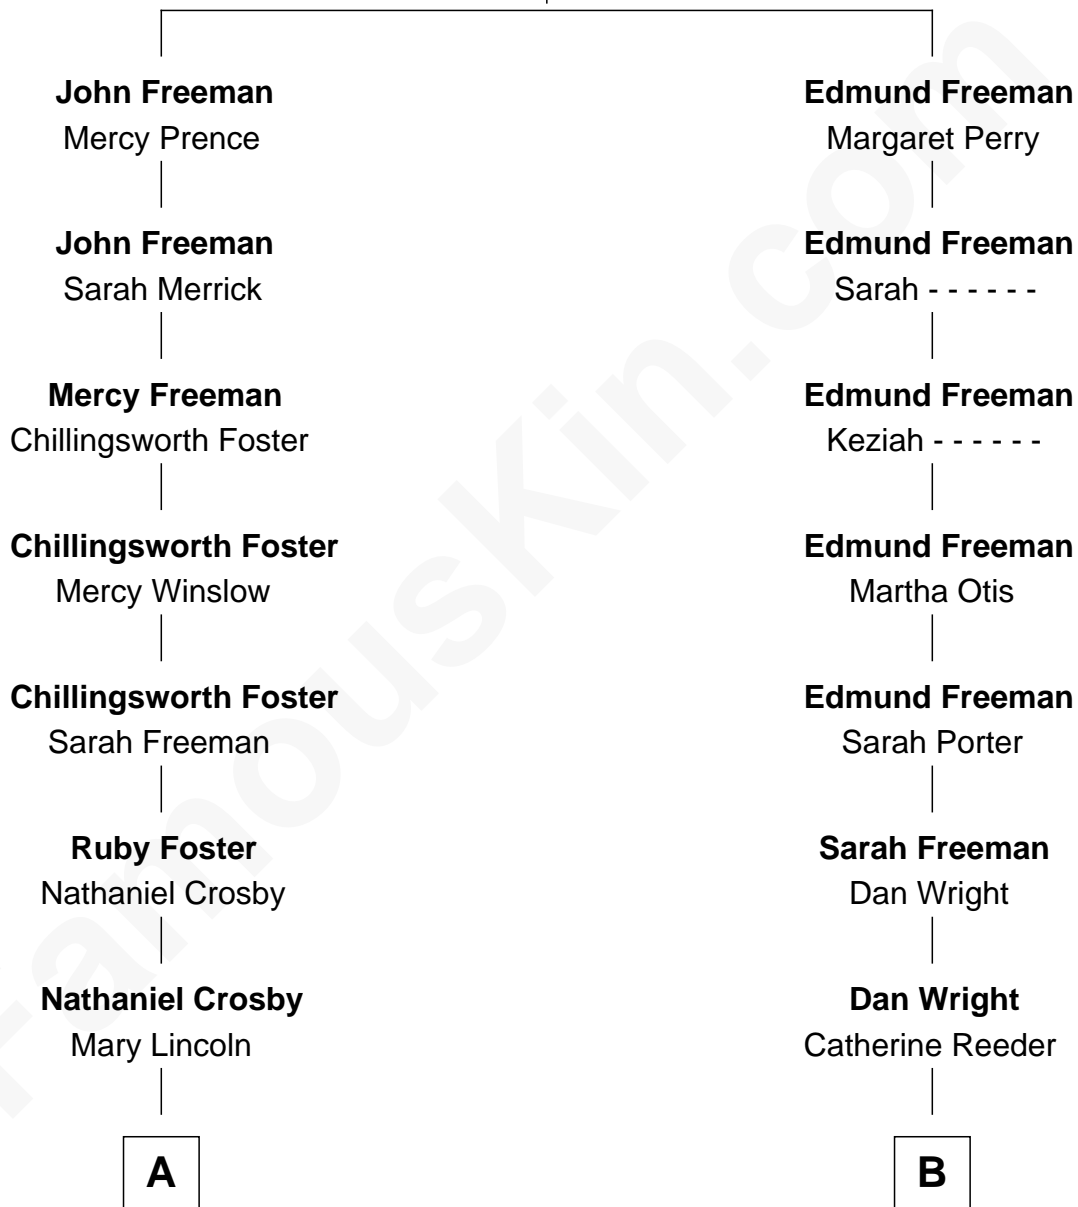 John Freeman
Mercy Prence
John Freeman
Sarah Merrick
Mercy Freeman
Chillingsworth Foster
Chillingsworth Foster
Mercy Winslow
Chillingsworth Foster
Sarah Freeman
Ruby Foster
Nathaniel Crosby
Nathaniel Crosby
Mary Lincoln
A
Edmund Freeman
Margaret Perry
Edmund Freeman
Sarah - - - - - -
Edmund Freeman
Keziah - - - - - -
Edmund Freeman
Martha Otis
Edmund Freeman
Sarah Porter
Sarah Freeman
Dan Wright
Dan Wright
Catherine Reeder
B
FamousKin.com